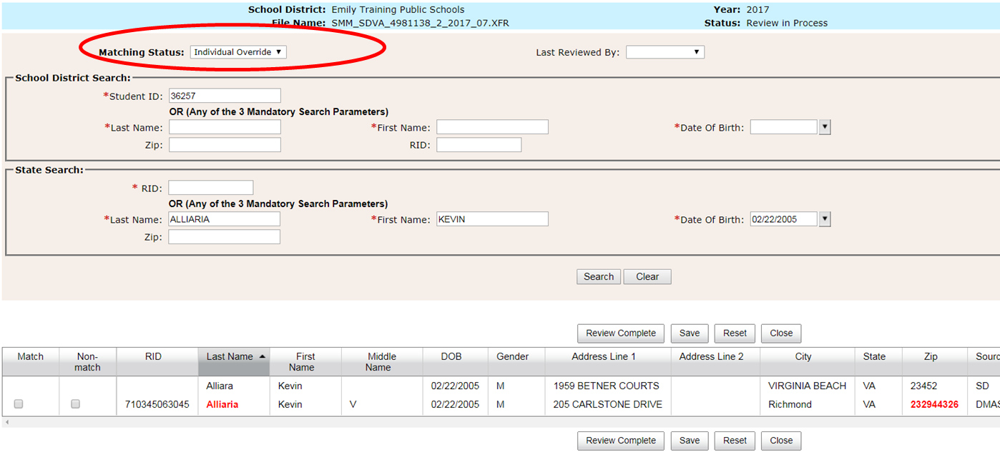 School District: Emily Training Public Schools Year: 2017
File Name: SMM_SDVA_4981138_2_2017_07.XFR Status: Review in Process
Matching Status: Individual Override ▼ Last Reviewed By: ▼
School District Search:
*Student ID: 36257
OR (Any of the 3 Mandatory Search Parameters)
*Last Name: *First Name: *Date Of Birth: ▼
Zip: RID:
State Search:
* RID:
OR (Any of the 3 Mandatory Search Parameters)
*Last Name: ALLIARIA *First Name: KEVIN *Date Of Birth: 02/22/2005 ▼
Zip:
Search Clear
Review Complete Save Reset Close
Match Non-match RID Last Name ▲ First Name Middle Name DOB Gender Address Line 1 Address Line 2 City State Zip Sourc
Alliara Kevin 02/22/2005 M 1959 BETNER COURTS VIRGINIA BEACH VA 23452 SD
710345063045 Alliaria Kevin V 02/22/2005 M 205 CARLSTONE DRIVE Richmond VA 232944326 DMAS
Review Complete Save Reset Close